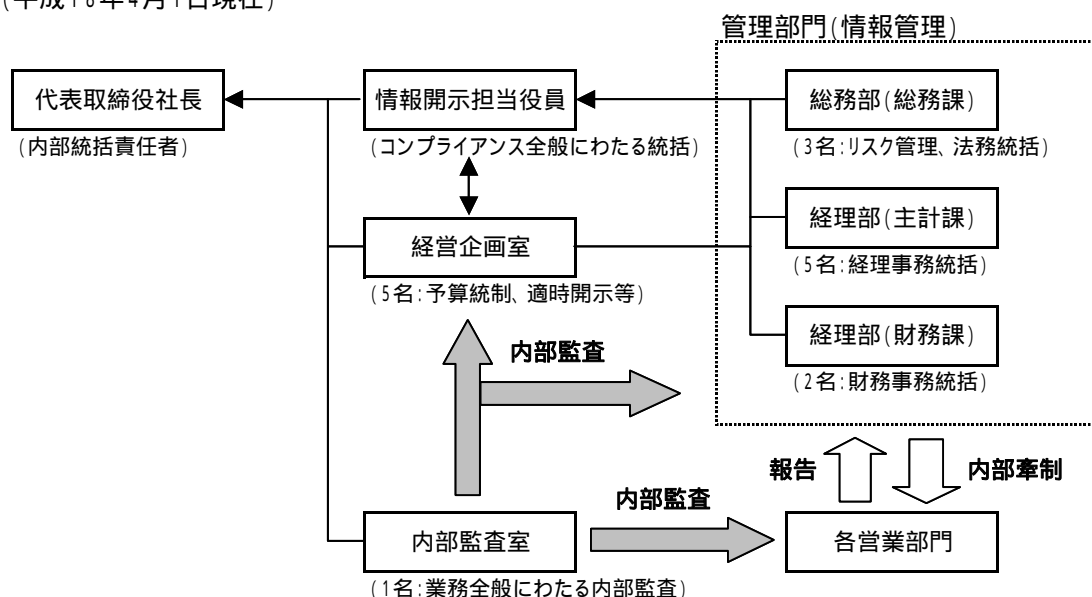 年4月1日現在)
管理部門(情報管理)
代表取締役社長
情報開示担当役員
総務部(総務課)
(内部統括責任者)
(コンプライアンス全般にわたる統括)
(3名:リスク管理、法務統括)
経営企画室
経理部(主計課)
(5名:予算統制、適時開示等)
(5名:経理事務統括)
経理部(財務課)
(2名:財務事務統括)
内部監査
報告
内部牽制
内部監査
内部監査室
各営業部門
(1名:業務全般にわたる内部監査)